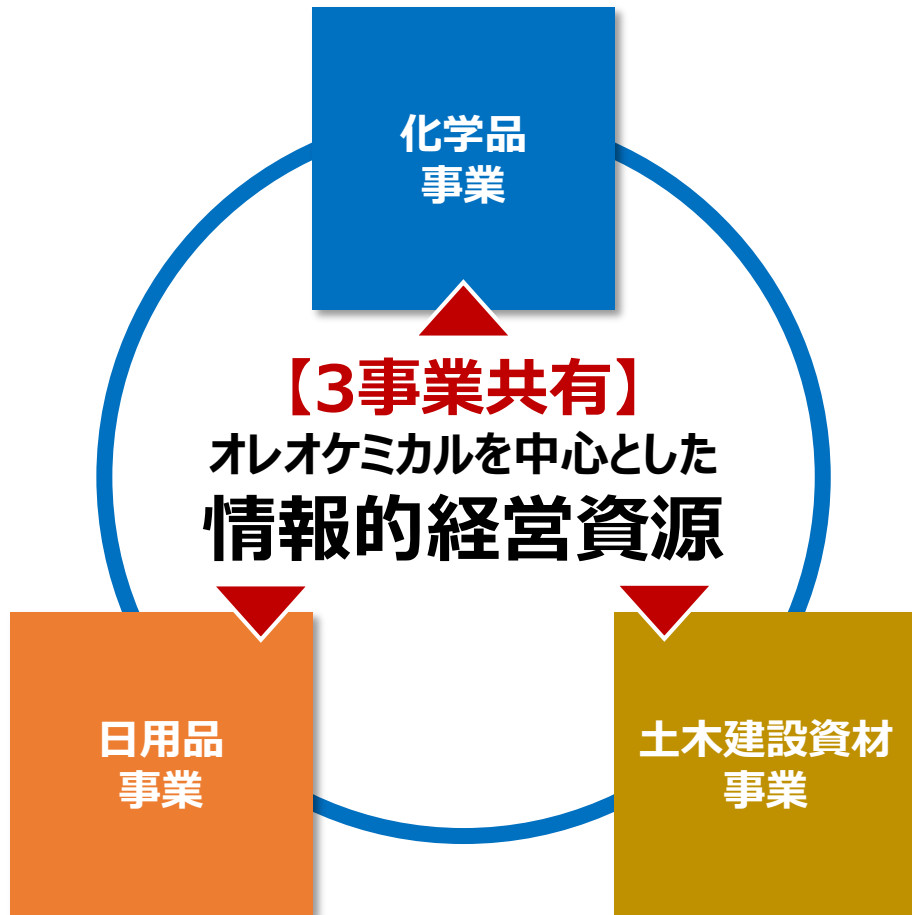 化学品
事業
【3事業共有】
オレオケミカルを中心とした
情報的経営資源
日用品
事業
土木建設資材
事業